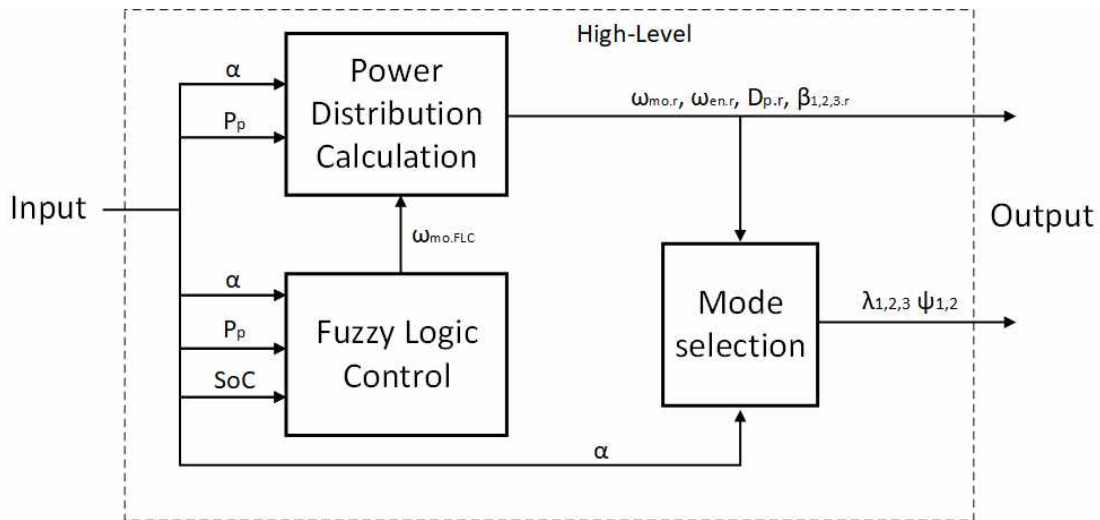 High-Level
α
Pp
Power
Distribution
Calculation
ωmo.r, ωen.r, Dp.r, β1,2,3.r
Input
Output
ωmo.FLC
α
Pp
SoC
Fuzzy Logic
Control
Mode
selection
λ1,2,3 ψ1,2
α